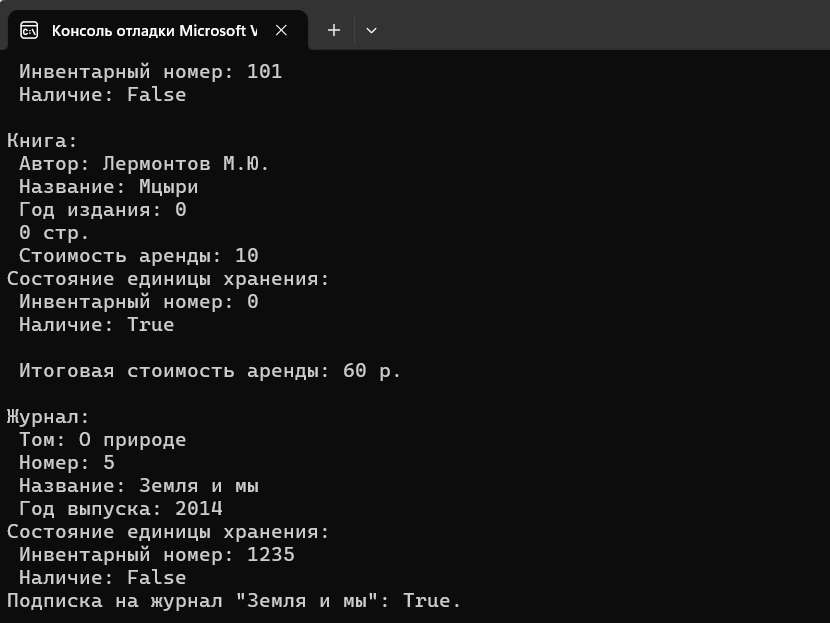 Консоль отладки Microsoft V
Инвентарный номер: 101
Наличие: False
Книга:
Автор: Лермонтов М.Ю.
Название: Мцыри
Год издания: 0
0 стр.
Стоимость аренды: 10
Состояние единицы хранения:
Инвентарный номер: 0
Наличие: True
Итоговая стоимость аренды: 60 р.
Журнал:
Том: О природе
Номер: 5
Название: Земля и мы
Год выпуска: 2014
Состояние единицы хранения:
Инвентарный номер: 1235
Наличие: False
Подписка на журнал "Земля и мы": True.